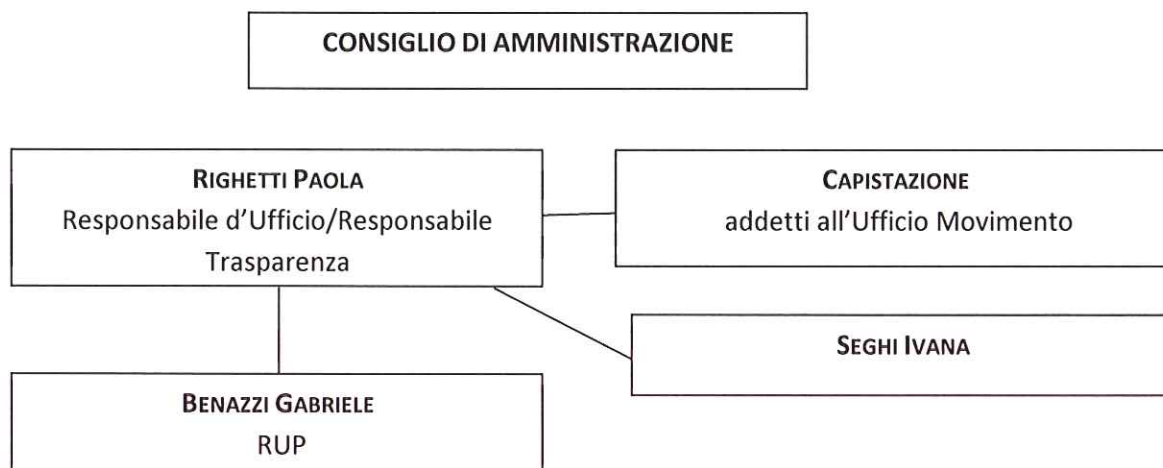 CONSIGLIO DI AMMINISTRAZIONE
RIGHETTI PAOLA
Responsabile d'Ufficio/Responsabile
Trasparenza
CAPISTAZIONE
addetti all'Ufficio Movimento
SEGHI IVANA
BENAZZI GABRIELE
RUP